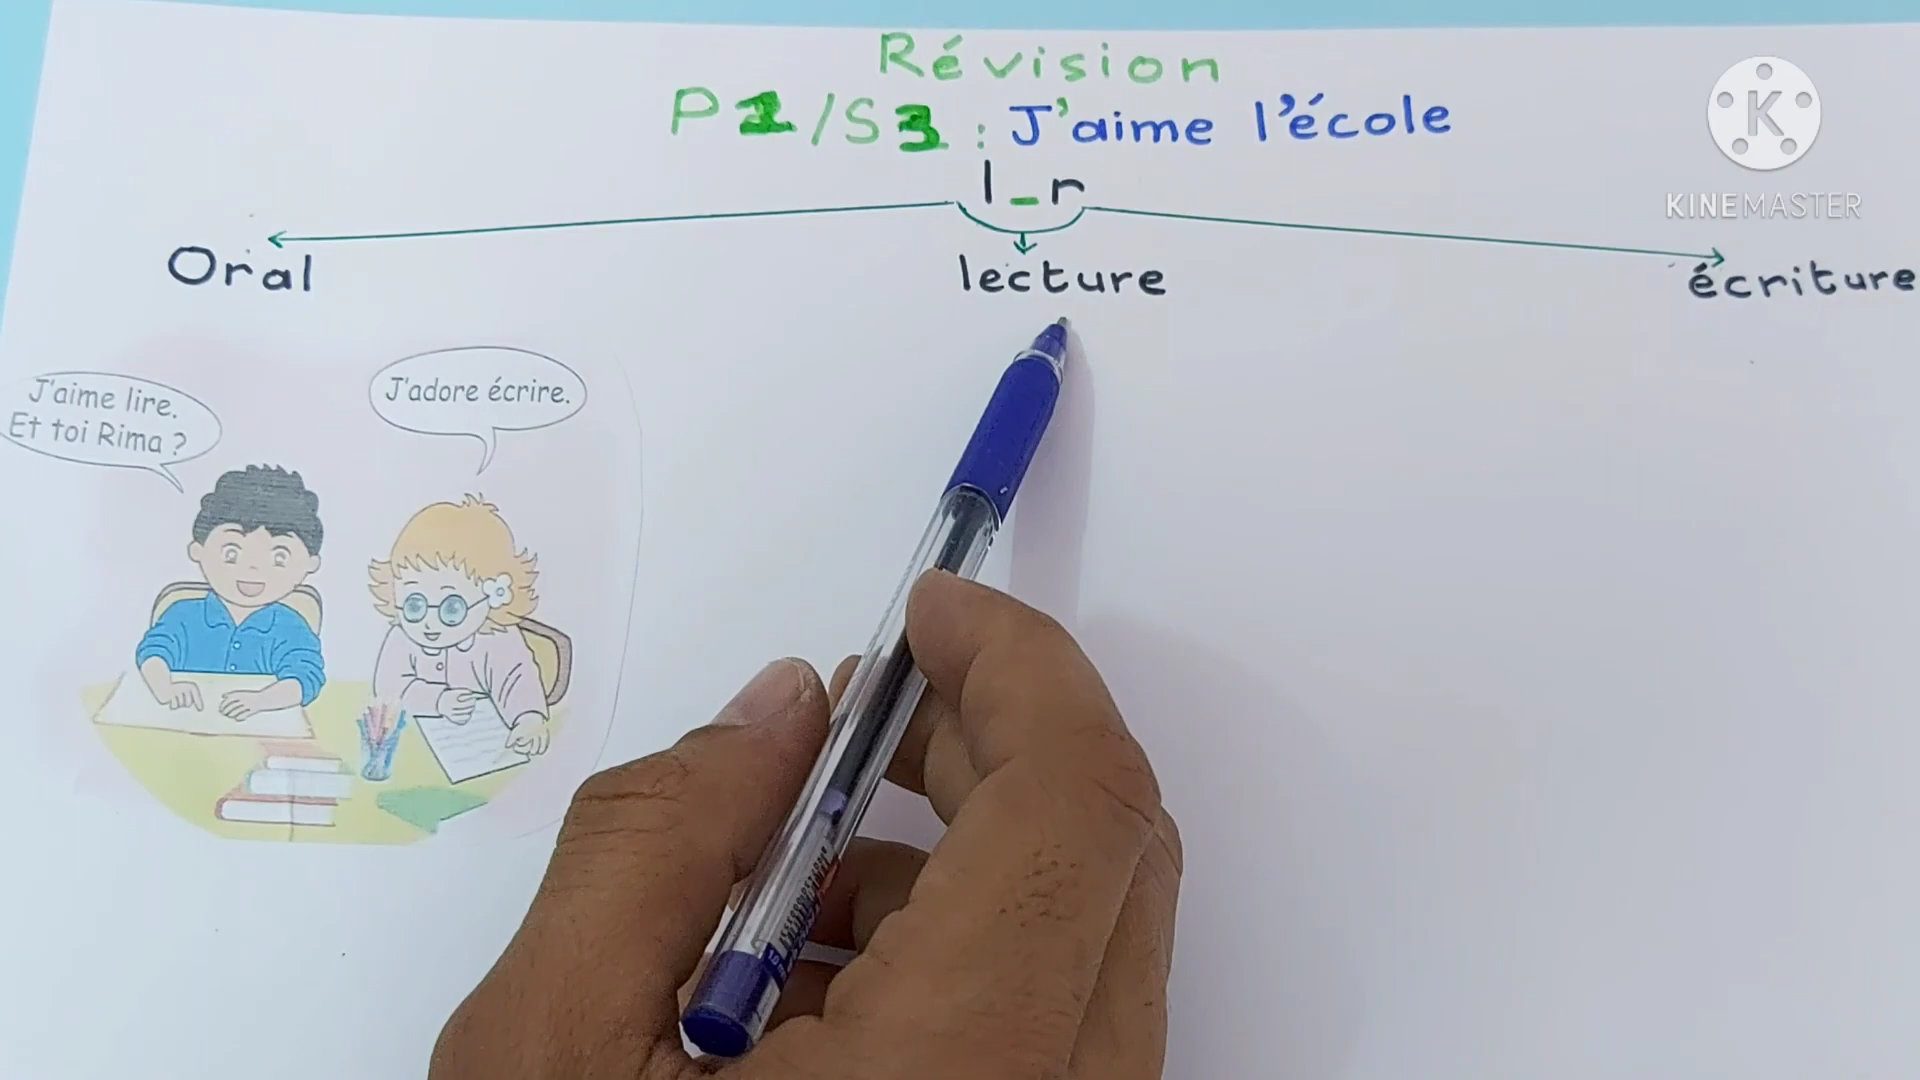 Révision
P1/S3 : J'aime l'école
l_r
Oral
lecture
écriture
J'aime lire.
Et toi Rima ?
J'adore écrire.
K
KINEMASTER